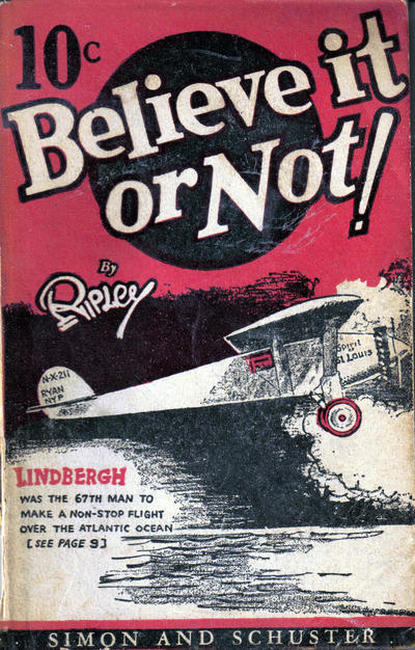 10c
Believe it
or Not!
By
RIPLEY
Spirit
of
St. Louis
N-X-211
RYAN
NYP
LINDBERGH
WAS THE 67TH MAN TO
MAKE A NON-STOP FLIGHT
OVER THE ATLANTIC OCEAN
[SEE PAGE 9]
SIMON AND SCHUSTER